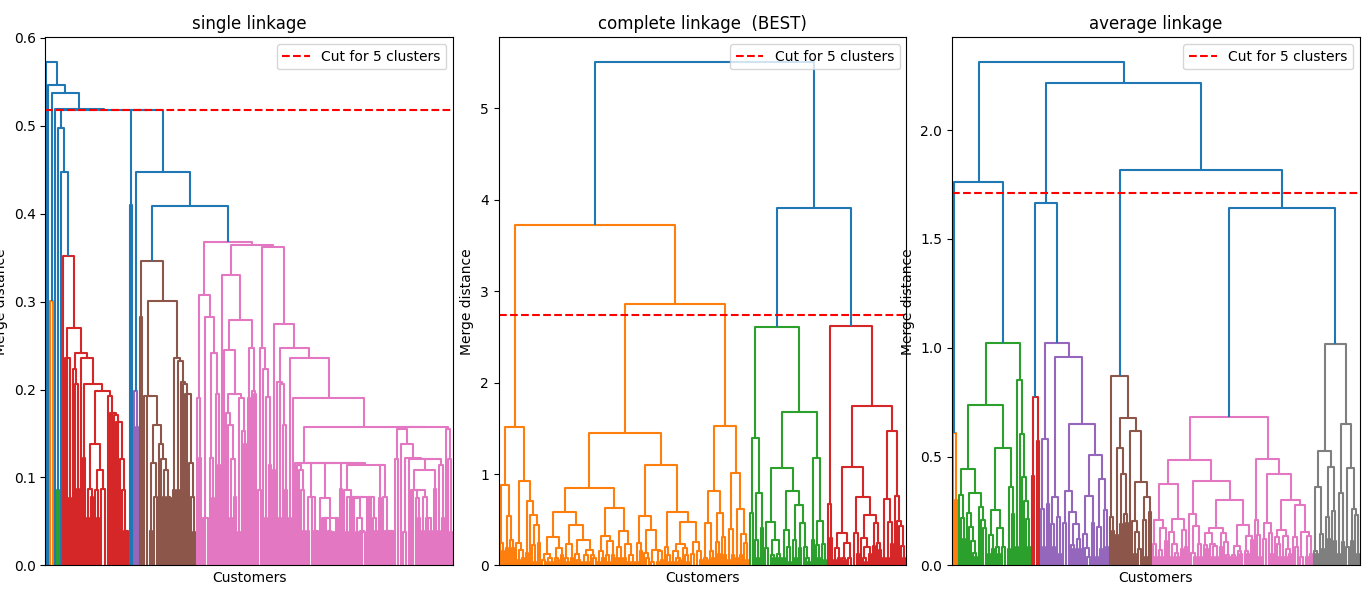 single linkage
Cut for 5 clusters
0.6
0.5
0.4
0.3
0.2
0.1
0.0
Merge distance
Customers
complete linkage (BEST)
Cut for 5 clusters
5
4
3
2
1
0
Merge distance
Customers
average linkage
Cut for 5 clusters
2.0
1.5
1.0
0.5
0.0
Merge distance
Customers